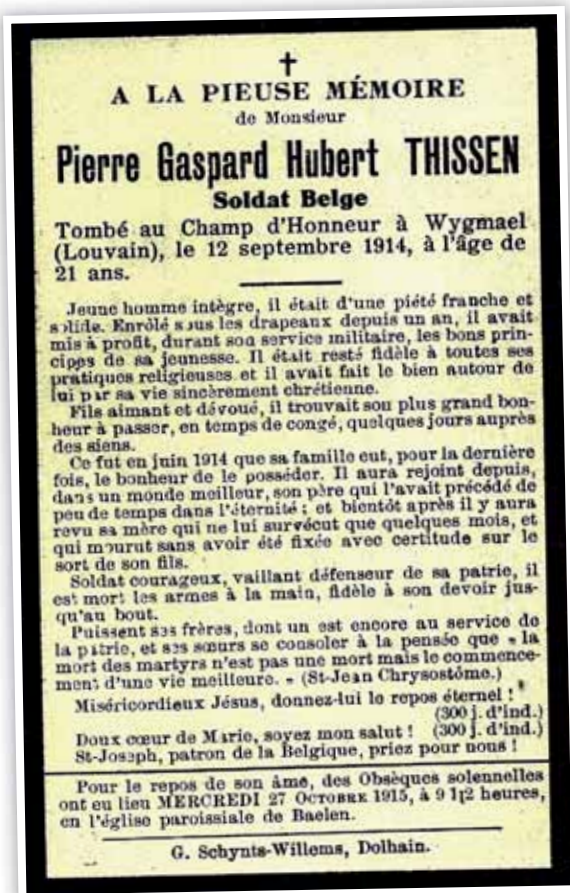 A LA PIEUSE MÉMOIRE
de Monsieur
Pierre Gaspard Hubert THISSEN
Soldat Belge
Tombé au Champ d'Honneur à Wygmael
(Louvain), le 12 septembre 1914, à l'âge de
21 ans.
Jeune homme intègre, il était d'une piété franche et
solide. Enrôlé sous les drapeaux depuis un an, il avait
mis à profit, durant son service militaire, les bons prin-
cipes de sa jeunesse. Il était resté fidèle à toutes ses
pratiques religieuses et il avait fait le bien autour de
lui par sa vie sincèrement chrétienne.
Fils aimant et dévoué, il trouvait son plus grand bon-
heur à passer, en temps de congé, quelques jours auprès
des siens.
Ce fut en juin 1914 que sa famille eut, pour la dernière
fois, le bonheur de le posséder. Il aura rejoint depuis,
dans un monde meilleur, son père qui l'avait précédé de
peu de temps dans l'éternité ; et bientôt après il y aura
revu sa mère qui ne lui survécut que quelques mois, et
qui mourut sans avoir été fixée avec certitude sur le
sort de son fils.
Soldat courageux, vaillant défenseur de sa patrie, il
est mort les armes à la main, fidèle à son devoir jus-
qu'au bout.
Puissent ses frères, dont un est encore au service de
la patrie, et ses sœurs se consoler à la pensée que « la
mort des martyrs n'est pas une mort mais le commence-
ment d'une vie meilleure. » (St-Jean Chrysostôme.)
Miséricordieux Jésus, donnez-lui le repos éternel !
(300 j. d'ind.)
Doux cœur de Marie, soyez mon salut ! (300 j. d'ind.)
St-Joseph, patron de la Belgique, priez pour nous !
Pour le repos de son âme, des Obsèques solennelles
ont eu lieu MERCREDI 27 OCTOBRE 1915, à 9 1|2 heures,
en l'église paroissiale de Baelen.
G. Schynts-Willems, Dolhain.